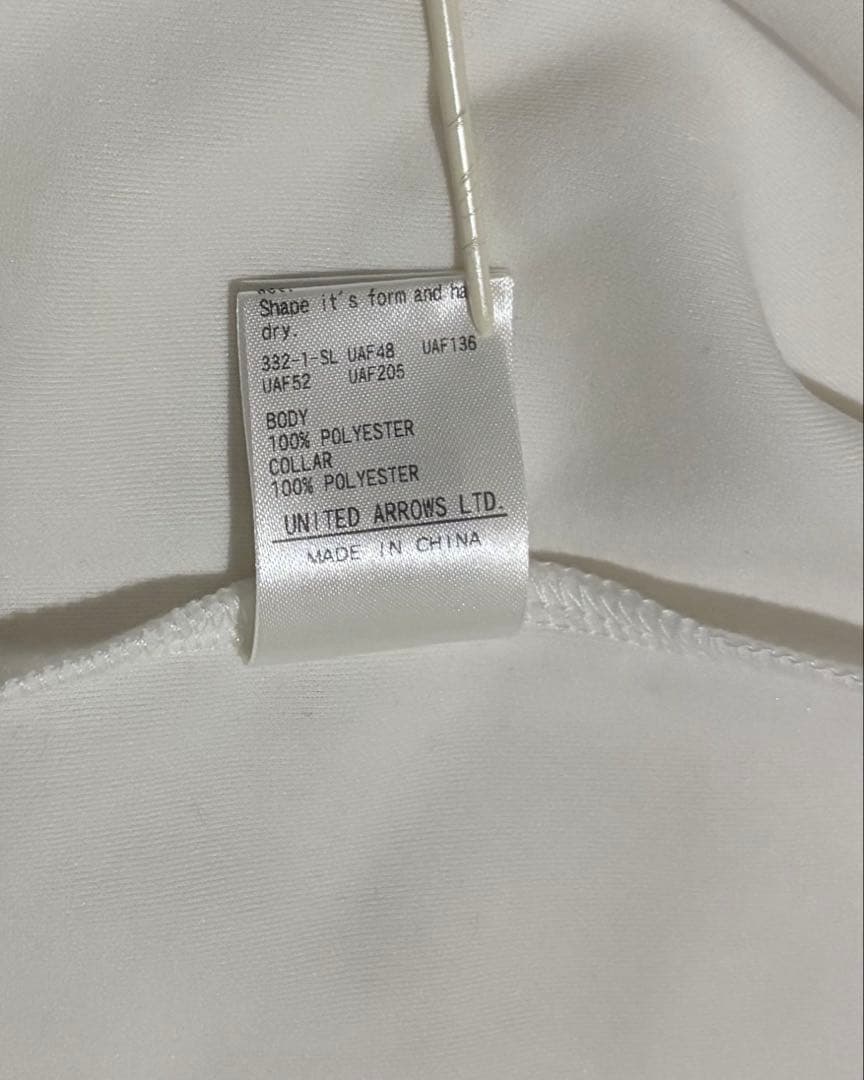 Shape it's form and
dry.
332-1-SL UAF48 UAF136
UAF52 UAF205
BODY
100% POLYESTER
COLLAR
100% POLYESTER
UNITED ARROWS LTD.
MADE IN CHINA